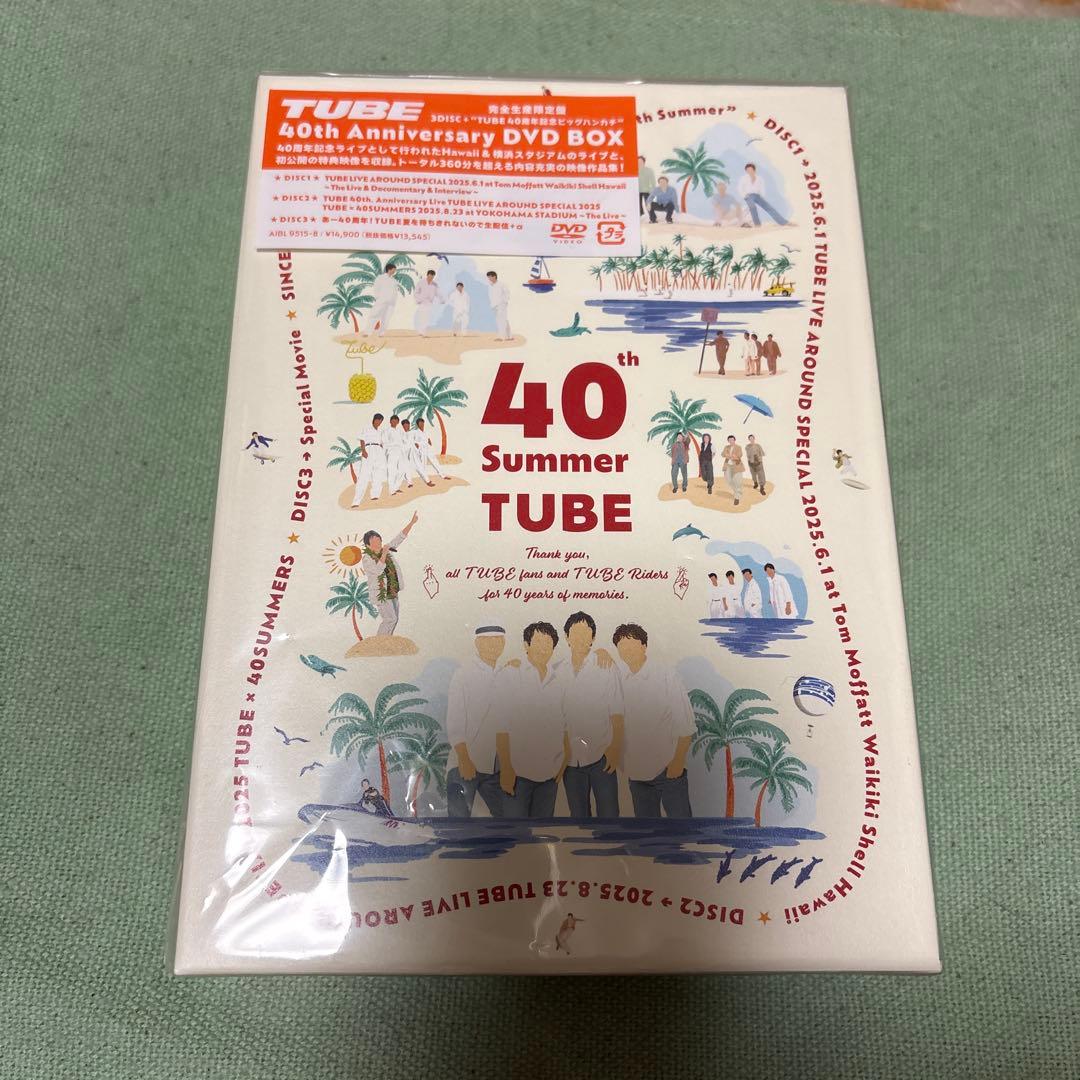 TUBE
完全生産限定盤
3DISC+"TUBE 40周年記念ビッグハンカチ"
40th Anniversary DVD BOX
40周年記念ライブとして行われたHawaii & 横浜スタジアムのライブと、
初公開の特典映像を収録。トータル360分を超える内容充実の映像作品集!
★ DISC1 ★ TUBE LIVE AROUND SPECIAL 2025.6.1 at Tom Moffatt Waikiki Shell Hawaii
~The Live & Documentary & Interview~
★ DISC2 ★ TUBE 40th. Anniversary Live TUBE LIVE AROUND SPECIAL 2025
TUBE × 40SUMMERS 2025.8.23 at YOKOHAMA STADIUM ~The Live~
★ DISC3 ★ あー40周年!TUBE夏を待ちきれないので生配信+α
AIBL 9515-8 / ¥14,900 (税抜価格¥13,545)
DVD
VIDEO
プラ
th Summer"
★ DISC1→ 2025.6.1 TUBE LIVE AROUND SPECIAL 2025.6.1 at Tom Moffatt Waikiki Shell Hawaii
★ DISC2→ 2025.8.23 TUBE LIVE AROU
2025 TUBE × 40SUMMERS ★ DISC3→ Special Movie ★ SINCE
Tube
40th
Summer
TUBE
Thank you,
all TUBE fans and TUBE Riders
for 40 years of memories.